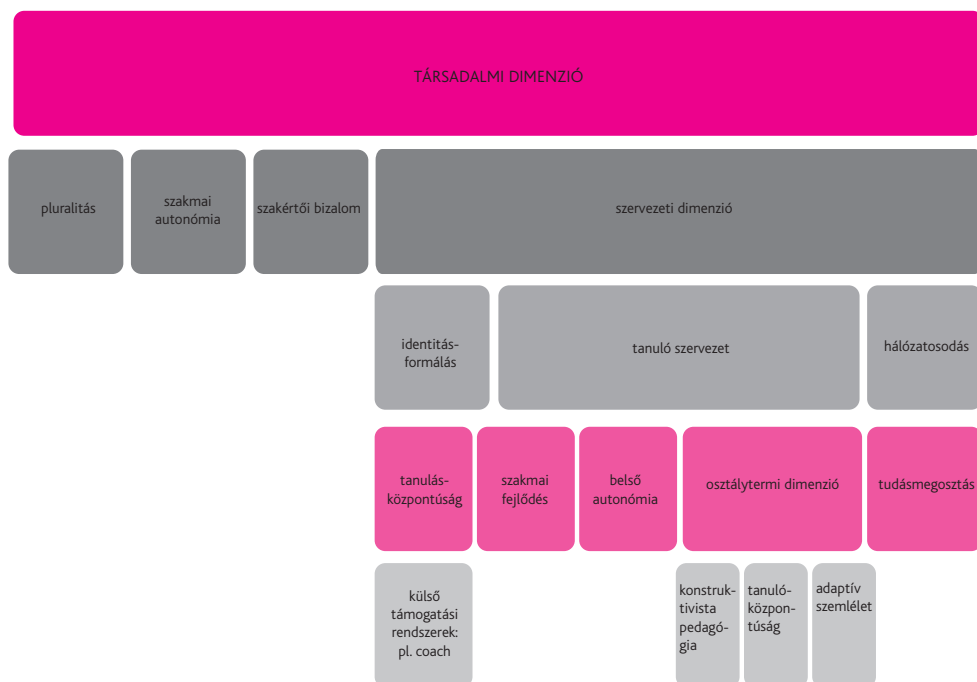 TÁRSADALMI DIMENZIÓ
pluralitás
szakmai
autonómia
szakértői bizalom
szervezeti dimenzió
identitás-
formálás
tanuló szervezet
hálózatosodás
tanulás-
központúság
szakmai
fejlődés
belső
autonómia
osztálytermi dimenzió
tudásmegosztás
külső
támogatási
rendszerek:
pl. coach
konstruk-
tivista
pedagó-
gia
tanuló-
közpon-
túság
adaptív
szemlélet